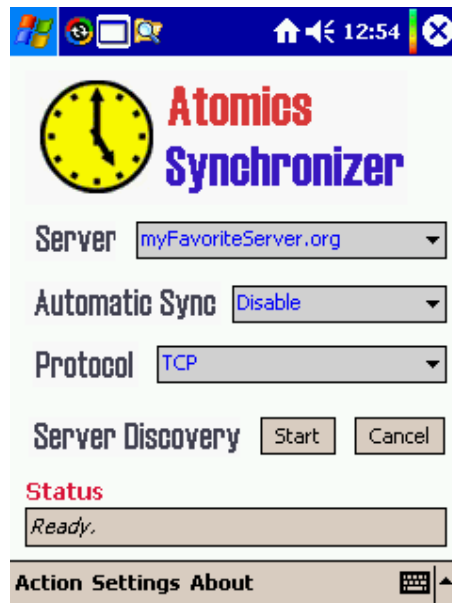 12:54
Atomics
Synchronizer
Server myFavoriteServer.org
Automatic Sync Disable
Protocol TCP
Server Discovery Start Cancel
Status
Ready.
Action Settings About